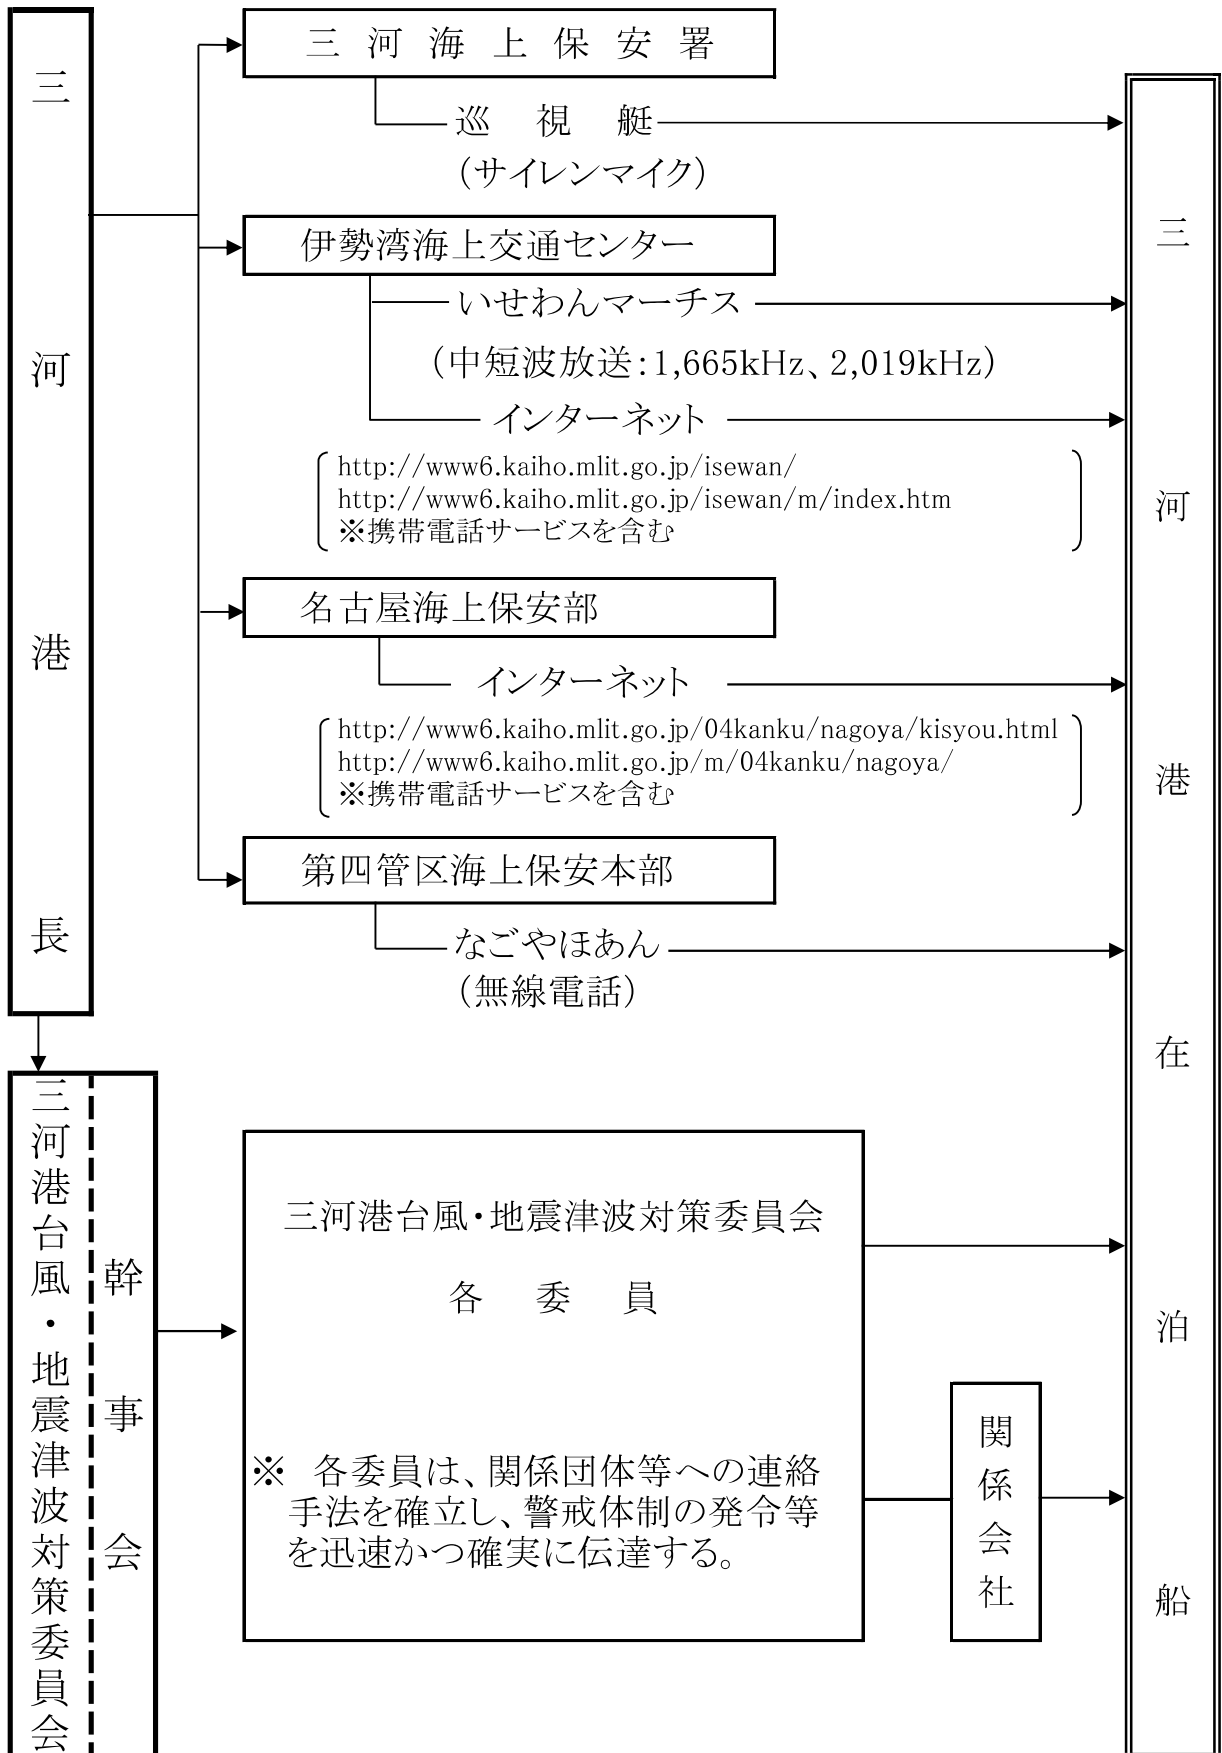 三河港長
三河海上保安署
巡視艇
(サイレンマイク)
伊勢湾海上交通センター
いせわんマーチス
(中短波放送:1,665kHz、2,019kHz)
インターネット
http://www6.kaiho.mlit.go.jp/isewan/
http://www6.kaiho.mlit.go.jp/isewan/m/index.htm
※携帯電話サービスを含む
名古屋海上保安部
インターネット
http://www6.kaiho.mlit.go.jp/04kanku/nagoya/kisyou.html
http://www6.kaiho.mlit.go.jp/m/04kanku/nagoya/
※携帯電話サービスを含む
第四管区海上保安本部
なごやほあん
(無線電話)
三河港台風・地震津波対策委員会
幹事会
三河港台風・地震津波対策委員会
各委員
※ 各委員は、関係団体等への連絡
手法を確立し、警戒体制の発令等
を迅速かつ確実に伝達する。
関係会社
三河港在泊船